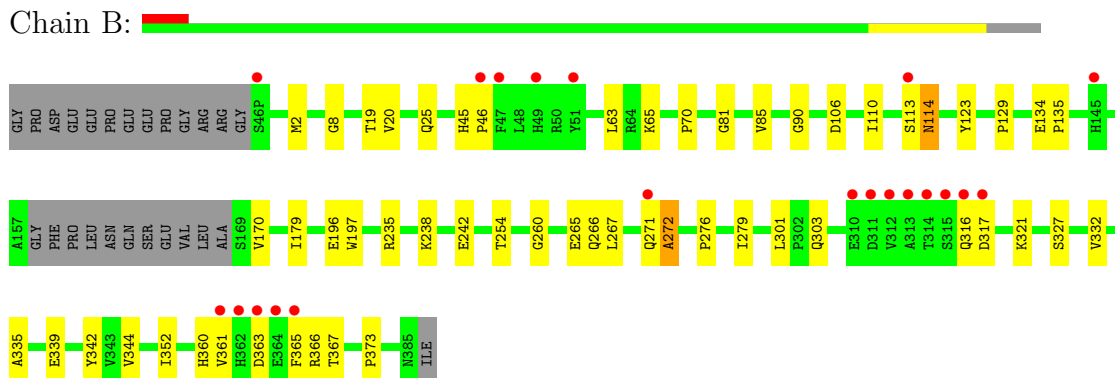 Chain B:
GLY PRO ASP GLU GLU PRO GLU GLU PRO GLY ARG ARG GLY S46P M2 G8 T19 V20 Q25 H45 P46 F47 L48 H49 R50 Y51 L63 R64 K65 P70 G81 V85 G90 D106 I110 S113 N114 Y123 P129 E134 P135 H145
A157 GLY PHE PRO LEU ASN GLN SER GLU VAL LEU ALA S169 V170 I179 E196 W197 R235 K238 E242 T254 G260 E265 Q266 L267 Q271 A272 P276 I279 L301 P302 Q303 E310 D311 V312 A313 T314 S315 Q316 D317 K321 S327 V332
A335 E339 Y342 V343 V344 I352 H360 V361 H362 D363 E364 F365 R366 T367 P373 N385 ILE